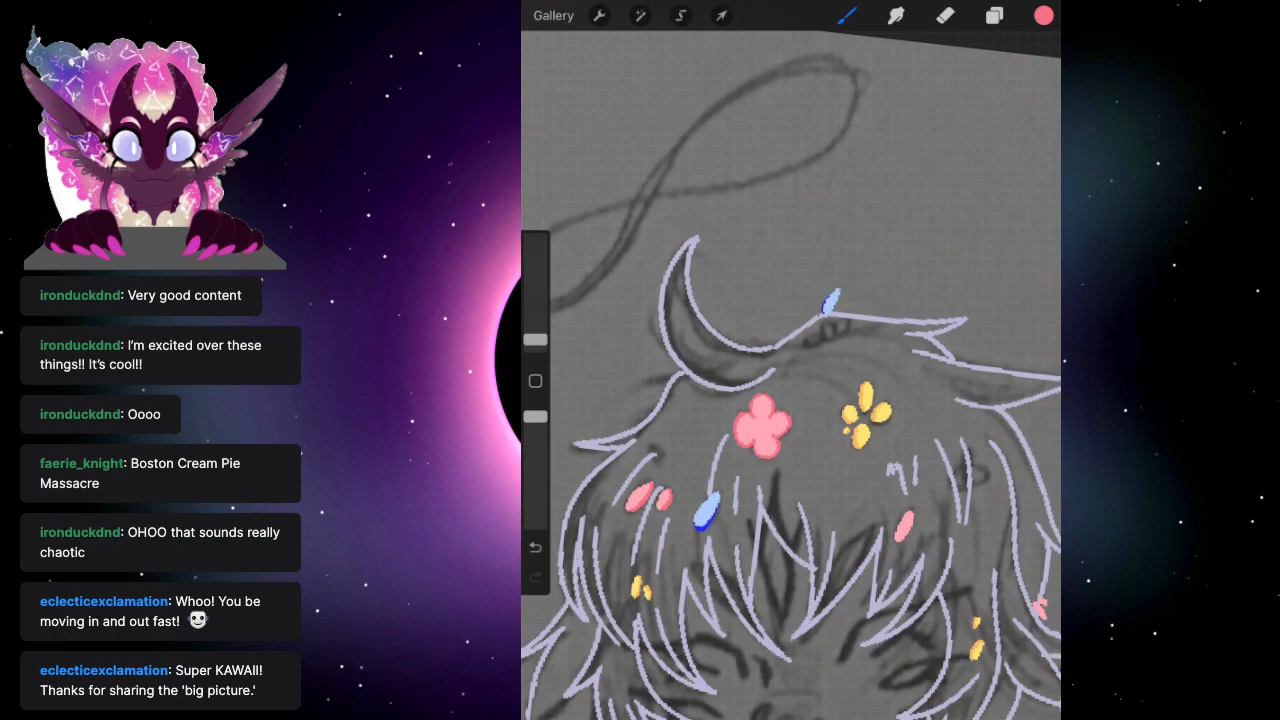 Gallery
ironduckdnd: Very good content
ironduckdnd: I'm excited over these
things!! It's cool!!
ironduckdnd: Oooo
faerie_knight: Boston Cream Pie
Massacre
ironduckdnd: OHOO that sounds really
chaotic
eclecticexclamation: Whoo! You be
moving in and out fast!
eclecticexclamation: Super KAWAII!
Thanks for sharing the 'big picture.'